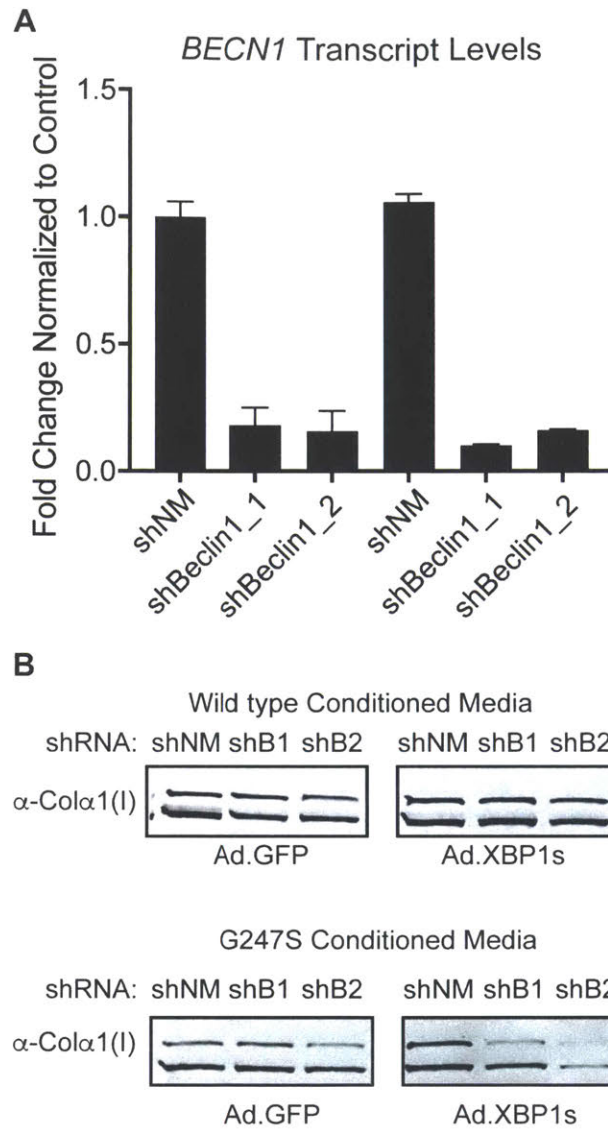 A
BECN1 Transcript Levels
Fold Change Normalized to Control
1.5
1.0
0.5
0.0
shNM
shBeclin1_1
shBeclin1_2
shNM
shBeclin1_1
shBeclin1_2
B
Wild type Conditioned Media
shRNA: shNM shB1 shB2 shNM shB1 shB2
α-Colα1(I)
Ad.GFP Ad.XBP1s
G247S Conditioned Media
shRNA: shNM shB1 shB2 shNM shB1 shB2
α-Colα1(I)
Ad.GFP Ad.XBP1s